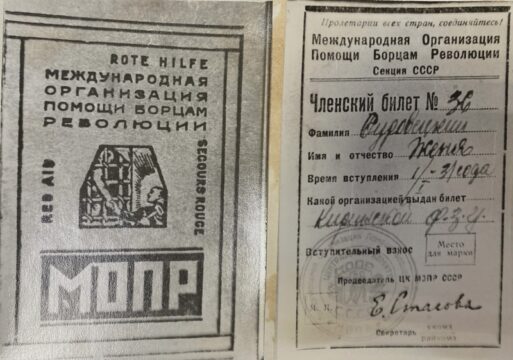 ROTE HILFE
МЕЖДУНАРОДНАЯ
ОРГАНИЗАЦИЯ
ПОМОЩИ БОРЦАМ
РЕВОЛЮЦИИ
RED AID
SECOURS ROUGE
МОПР
Пролетарии всех стран, соединяйтесь!
Международная Организация
Помощи Борцам Революции
Секция СССР
Членский билет № 36
Фамилия
Имя и отчество Женя
Время вступления года
Какой организацией выдан билет
Ф.З.У.
Вступительный взнос
Место
для марки
Председатель ЦК МОПР СССР
М. П.
Е. Стасова
Секретарь
райкома